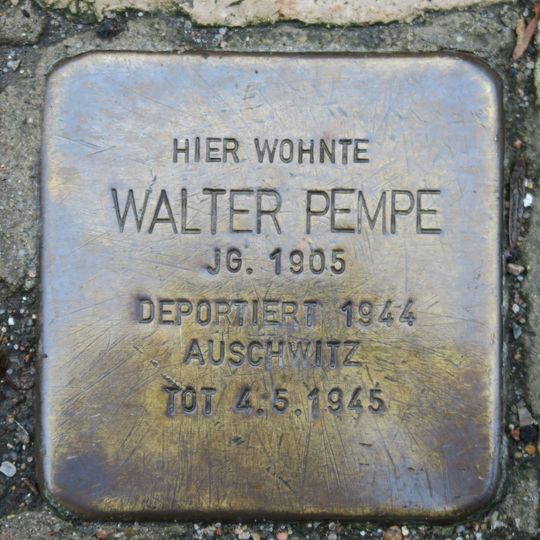 HIER WOHNTE
WALTER PEMPE
JG. 1905
DEPORTIERT 1944
AUSCHWITZ
TOT 4.5.1945